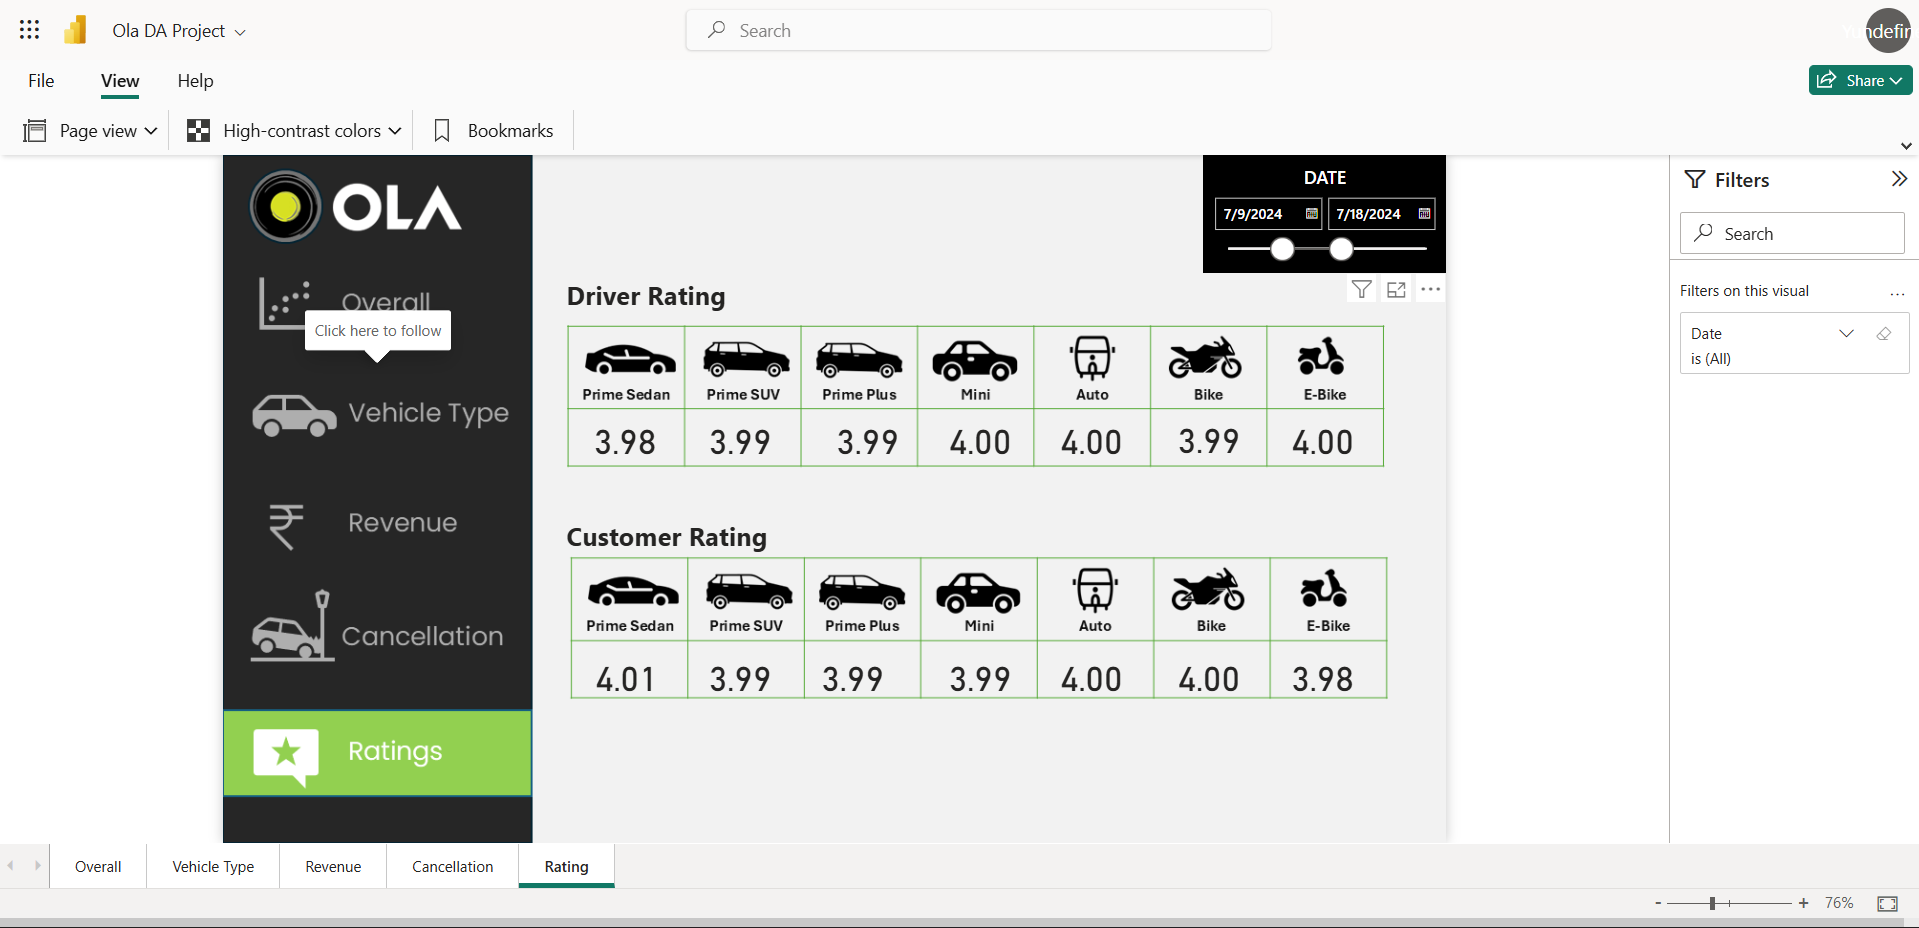 Ola DA Project
Search
File
View
Help
Share
Page view
High-contrast colors
Bookmarks
OLA
Overall
Click here to follow
Vehicle Type
Revenue
Cancellation
Ratings
DATE
7/9/2024
7/18/2024
Driver Rating
Prime Sedan
Prime SUV
Prime Plus
Mini
Auto
Bike
E-Bike
3.98
3.99
3.99
4.00
4.00
3.99
4.00
Customer Rating
Prime Sedan
Prime SUV
Prime Plus
Mini
Auto
Bike
E-Bike
4.01
3.99
3.99
3.99
4.00
4.00
3.98
Filters
Search
Filters on this visual
Date
is (All)
Overall
Vehicle Type
Revenue
Cancellation
Rating
- + 76%